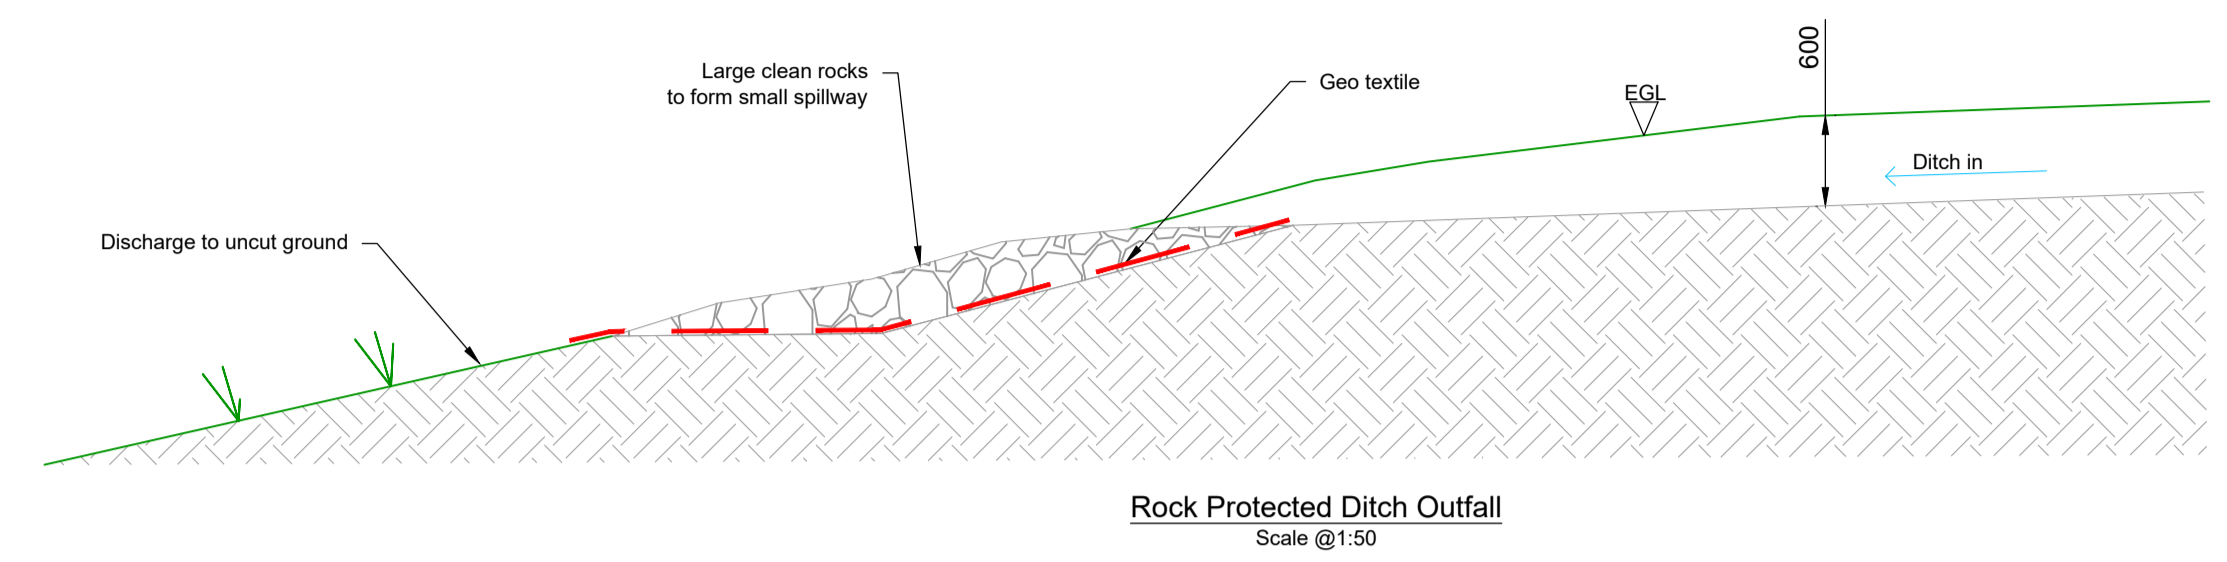 Large clean rocks
to form small spillway
Geo textile
EGL
600
Ditch in
Discharge to uncut ground
Rock Protected Ditch Outfall
Scale @1:50